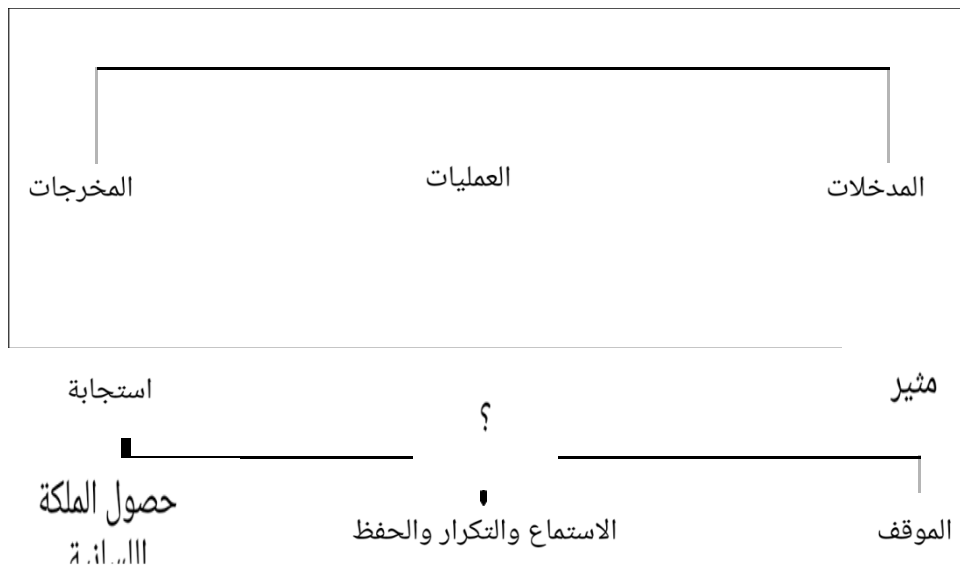 المدخلات العمليات المخرجات
مثير ؟ استجابة
الموقف الاستماع والتكرار والحفظ حصول الملكة